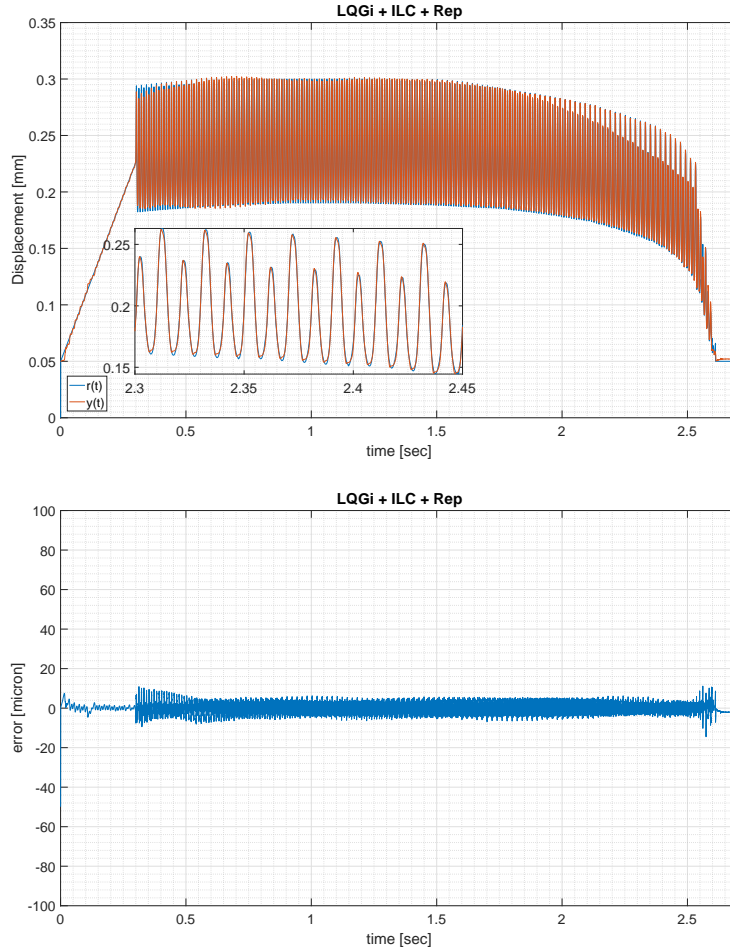 LQGi + ILC + Rep
0.35
0.3
0.25
0.2
0.15
0.1
0.05
0
Displacement [mm]
0.25
0.2
0.15
2.3 2.35 2.4 2.45
r(t)
y(t)
0 0.5 1 1.5 2 2.5
time [sec]
LQGi + ILC + Rep
100
80
60
40
20
0
-20
-40
-60
-80
-100
error [micron]
0 0.5 1 1.5 2 2.5
time [sec]